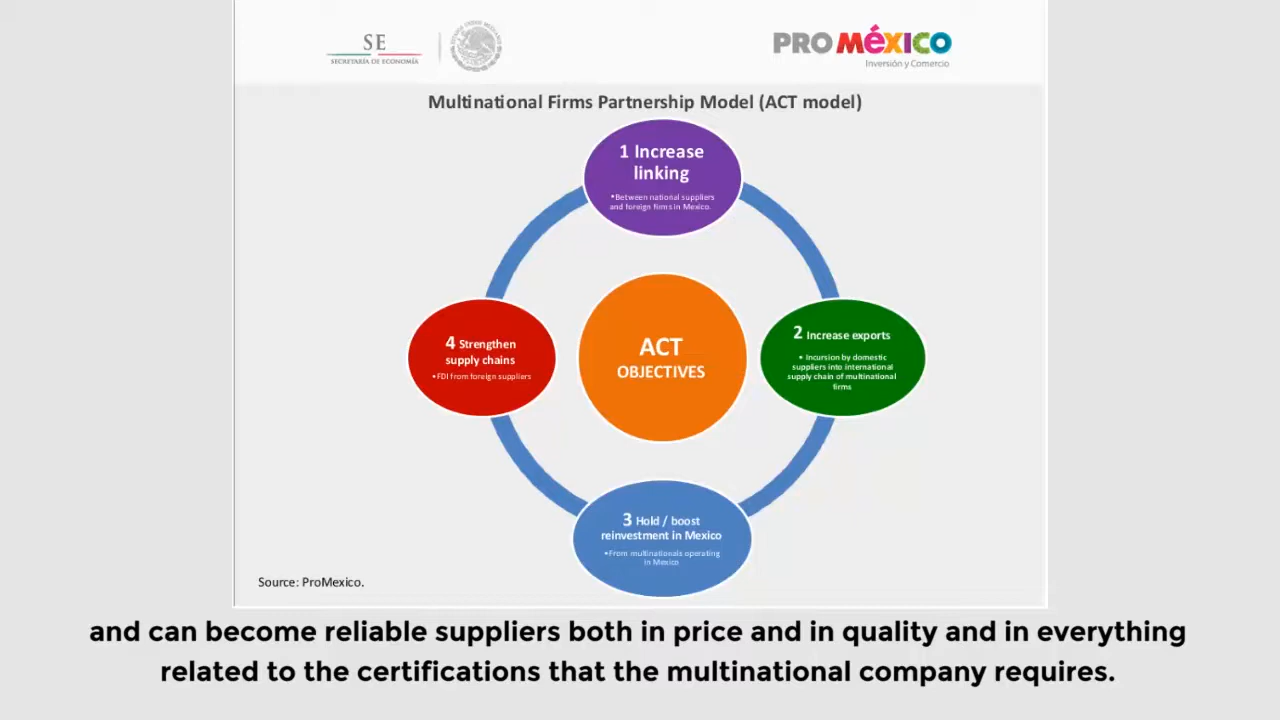 SE
SECRETARÍA DE ECONOMÍA
PROMéxICO
Inversión y Comercio
Multinational Firms Partnership Model (ACT model)
1 Increase
linking
•Between national suppliers
and foreign firms in Mexico.
4 Strengthen
supply chains
•FDI from foreign suppliers
ACT
OBJECTIVES
2 Increase exports
• Incursion by domestic
suppliers into international
supply chain of multinational
firms
3 Hold / boost
reinvestment in Mexico
•From multinationals operating
in Mexico
Source: ProMexico.
and can become reliable suppliers both in price and in quality and in everything
related to the certifications that the multinational company requires.